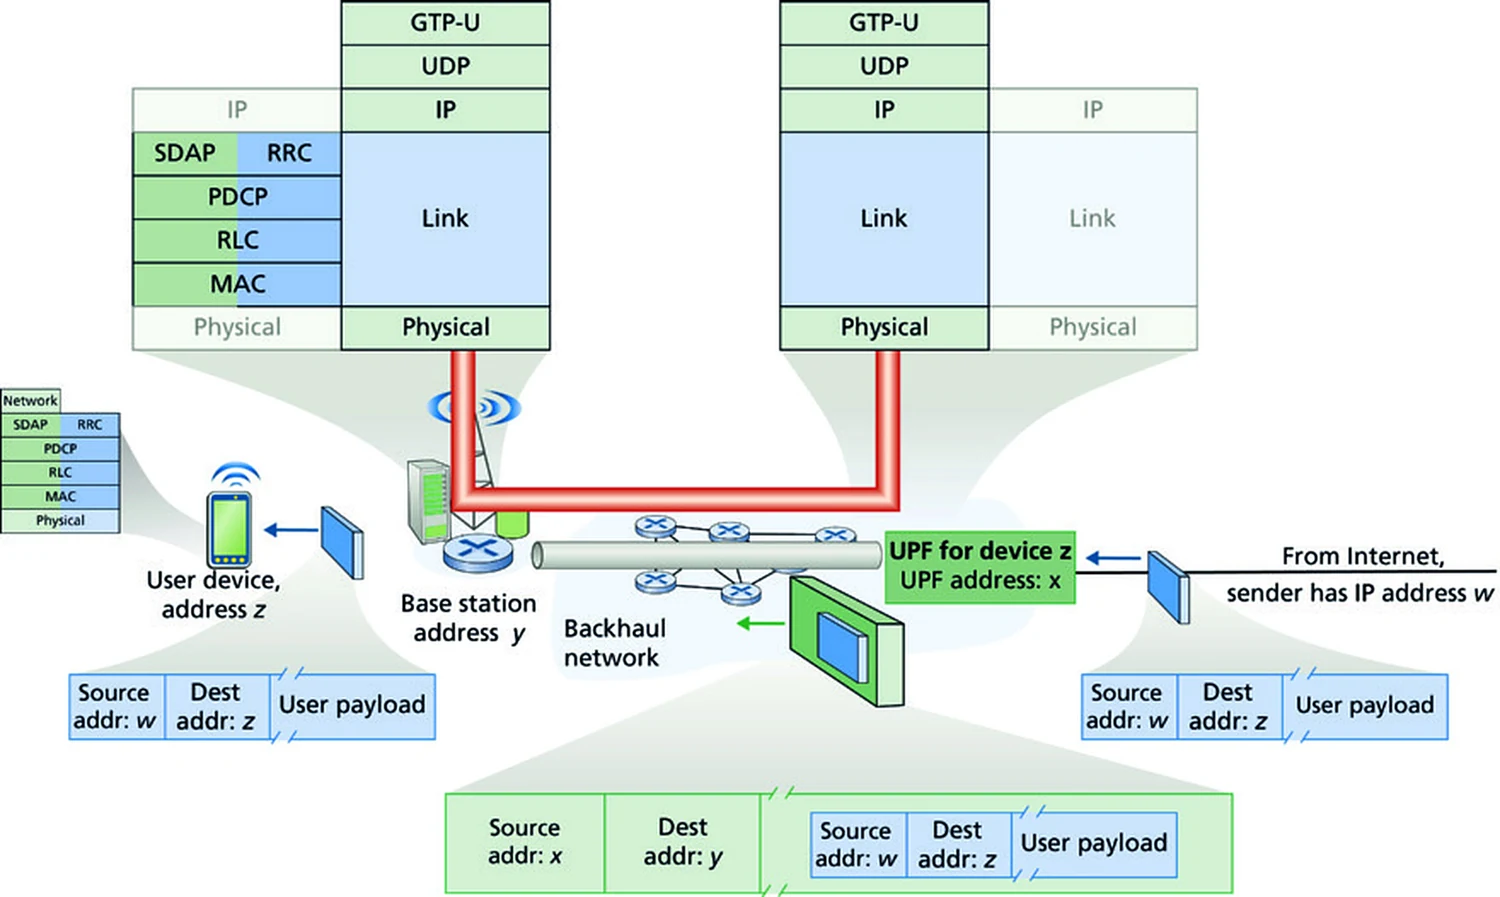 GTP-U
UDP
IP
IP
SDAP RRC
PDCP
RLC
MAC
Link
Physical
Physical
GTP-U
UDP
IP
IP
Link
Link
Physical
Physical
Network
SDAP RRC
PDCP
RLC
MAC
Physical
User device,
address z
Base station
address y
Backhaul
network
UPF for device z
UPF address: x
From Internet,
sender has IP address w
Source
addr: w
Dest
addr: z
User payload
Source
addr: w
Dest
addr: z
User payload
Source
addr: x
Dest
addr: y
Source
addr: w
Dest
addr: z
User payload